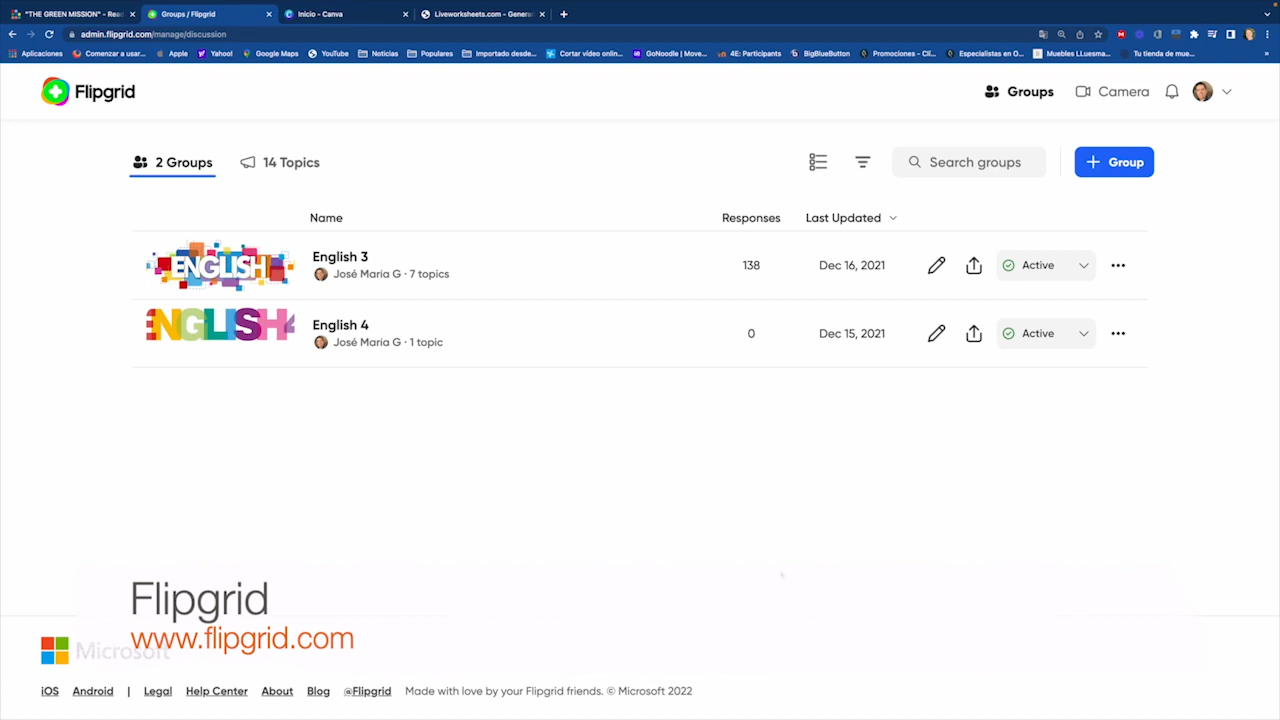 "THE GREEN MISSION" - Rea
Groups / Flipgrid
Inicio - Canva
Liveworksheets.com - Genera
admin.flipgrid.com/manage/discussion
Aplicaciones
Comenzar a usar...
Apple
Yahoo!
Google Maps
YouTube
Noticias
Populares
Importado desde...
Cortar vídeo onlin...
GoNoodle | Move...
4E: Participants
BigBlueButton
Promociones - Cli...
Especialistas en O...
Muebles LLuesma...
Tu tienda de mue...
Flipgrid
Groups
Camera
2 Groups
14 Topics
Search groups
Group
Name
Responses
Last Updated
ENGLISH
English 3
José Maria G · 7 topics
138
Dec 16, 2021
Active
ENGLISH
English 4
José Maria G · 1 topic
0
Dec 15, 2021
Active
Flipgrid
www.flipgrid.com
Microsoft
iOS
Android
|
Legal
Help Center
About
Blog
@Flipgrid
Made with love by your Flipgrid friends. © Microsoft 2022